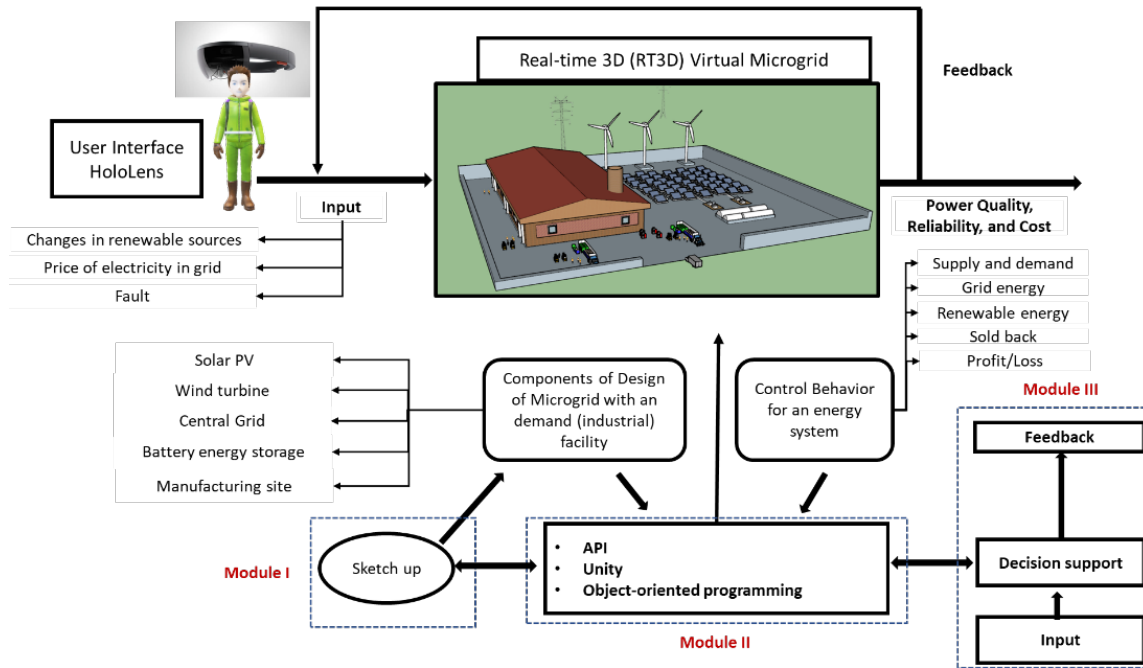 Real-time 3D (RT3D) Virtual Microgrid
Feedback
User Interface
HoloLens
Input
Changes in renewable sources
Price of electricity in grid
Fault
Power Quality,
Reliability, and Cost
Supply and demand
Grid energy
Renewable energy
Sold back
Profit/Loss
Solar PV
Wind turbine
Central Grid
Battery energy storage
Manufacturing site
Components of Design
of Microgrid with an
demand (industrial)
facility
Control Behavior
for an energy
system
Module III
Feedback
Decision support
Input
Module I
Sketch up
• API
• Unity
• Object-oriented programming
Module II